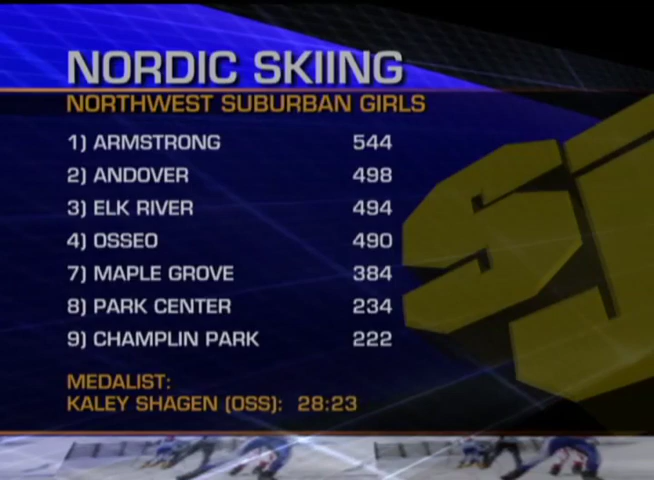 NORDIC SKIING
NORTHWEST SUBURBAN GIRLS
1) ARMSTRONG 544
2) ANDOVER 498
3) ELK RIVER 494
4) OSSEO 490
7) MAPLE GROVE 384
8) PARK CENTER 234
9) CHAMPLIN PARK 222
MEDALIST:
KALEY SHAGEN (OSS): 28:23